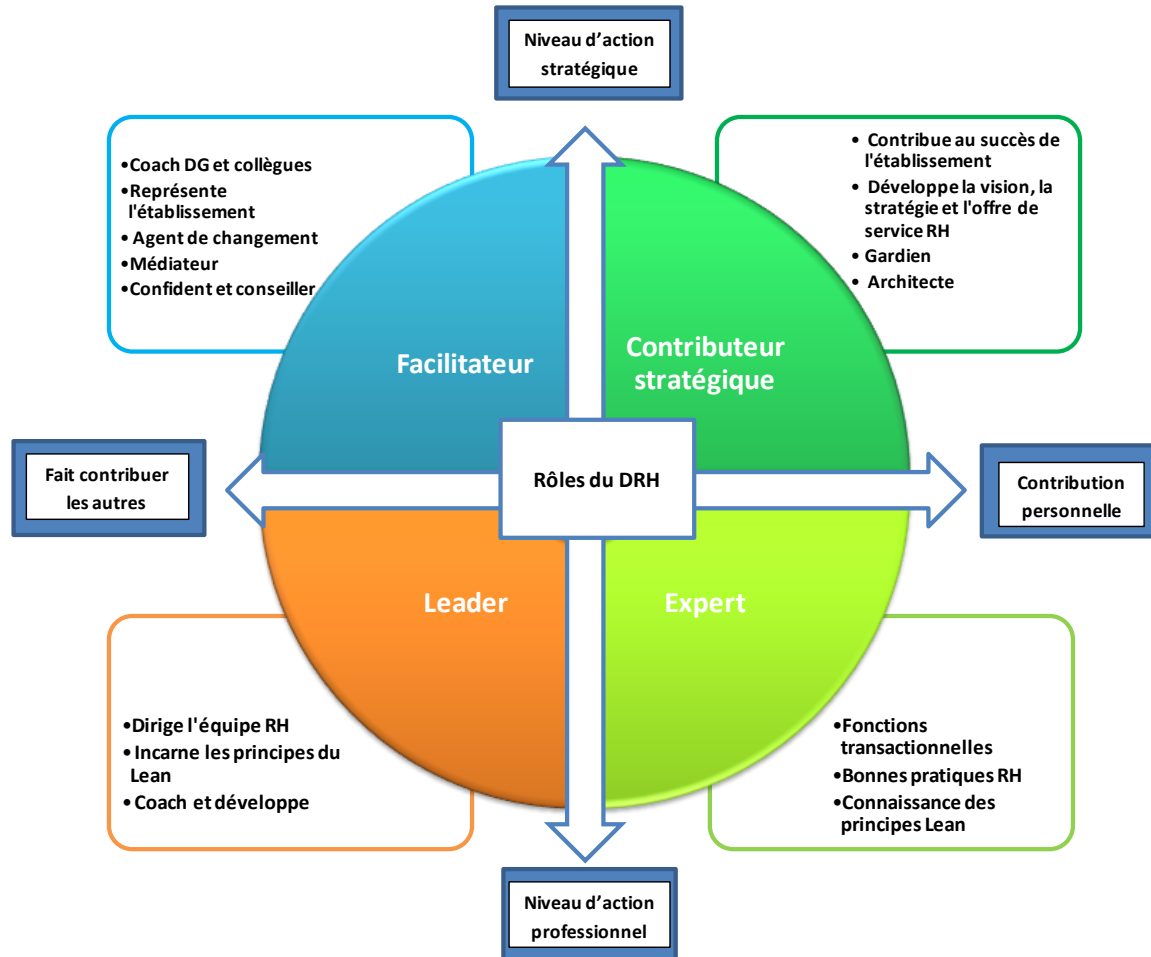 Niveau d'action
stratégique
•Coach DG et collègues
•Représente
l'établissement
• Agent de changement
•Médiateur
•Confident et conseiller
• Contribue au succès de
l'établissement
• Développe la vision, la
stratégie et l'offre de
service RH
• Gardien
• Architecte
Facilitateur
Contributeur
stratégique
Fait contribuer
les autres
Rôles du DRH
Contribution
personnelle
Leader
Expert
•Dirige l'équipe RH
• Incarne les principes du
Lean
• Coach et développe
•Fonctions
transactionnelles
•Bonnes pratiques RH
•Connaissance des
principes Lean
Niveau d'action
professionnel